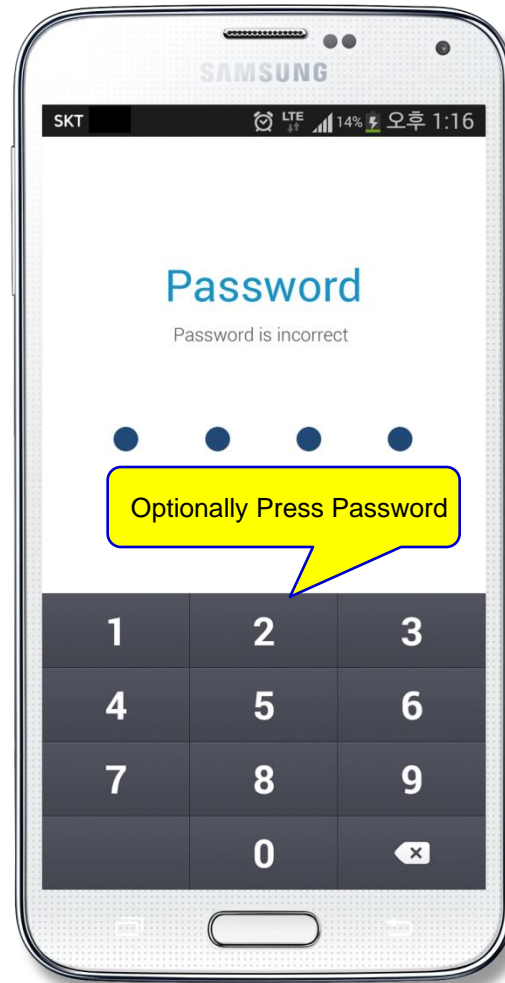 SAMSUNG
SKT LTE 14% 오후 1:16
Password
Password is incorrect
Optionally Press Password
1 2 3
4 5 6
7 8 9
0